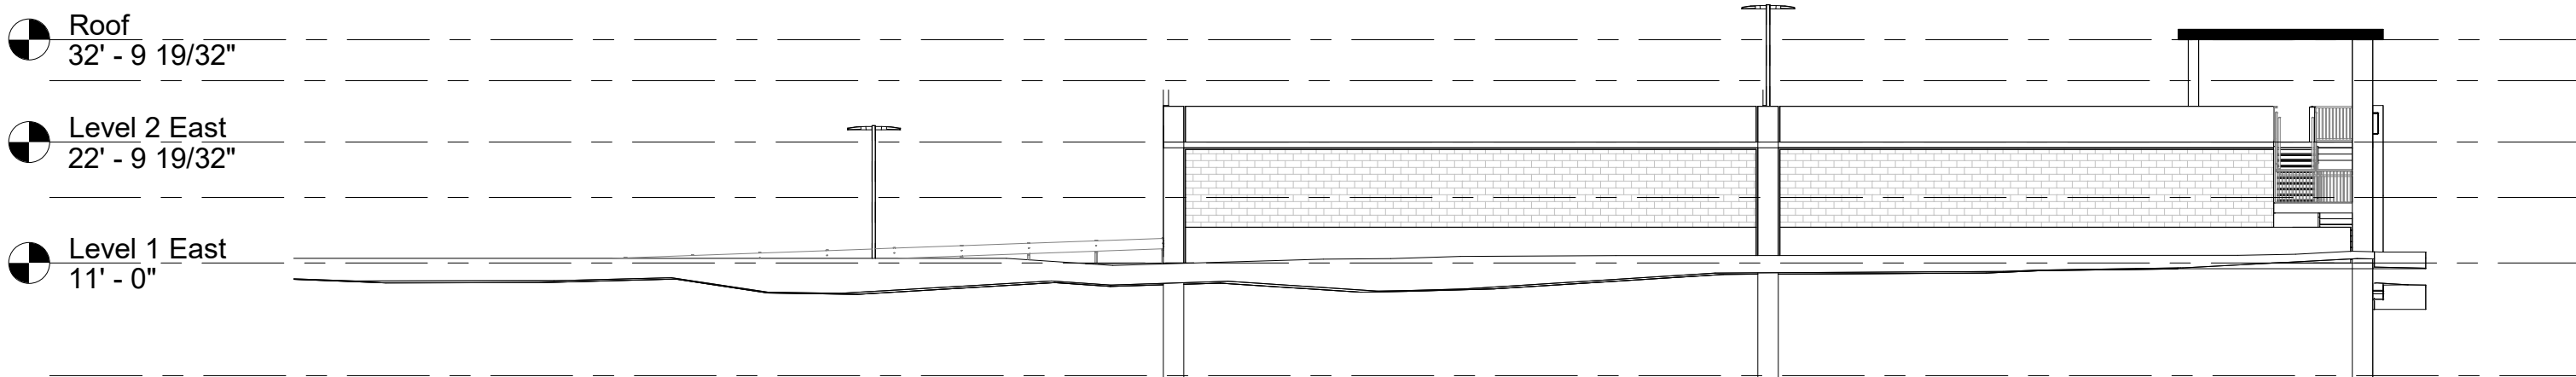 Roof
32' - 9 19/32"
Level 2 East
22' - 9 19/32"
Level 1 East
11' - 0"